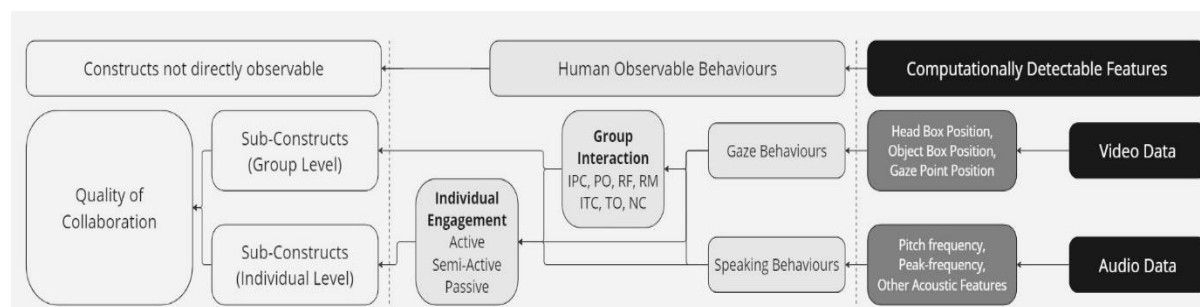 Constructs not directly observable
Human Observable Behaviours
Computationally Detectable Features
Quality of
Collaboration
Sub-Constructs
(Group Level)
Sub-Constructs
(Individual Level)
Individual
Engagement
Active
Semi-Active
Passive
Group
Interaction
IPC, PO, RF, RM
ITC, TO, NC
Gaze Behaviours
Speaking Behaviours
Head Box Position,
Object Box Position,
Gaze Point Position
Pitch frequency,
Peak-frequency,
Other Acoustic Features
Video Data
Audio Data